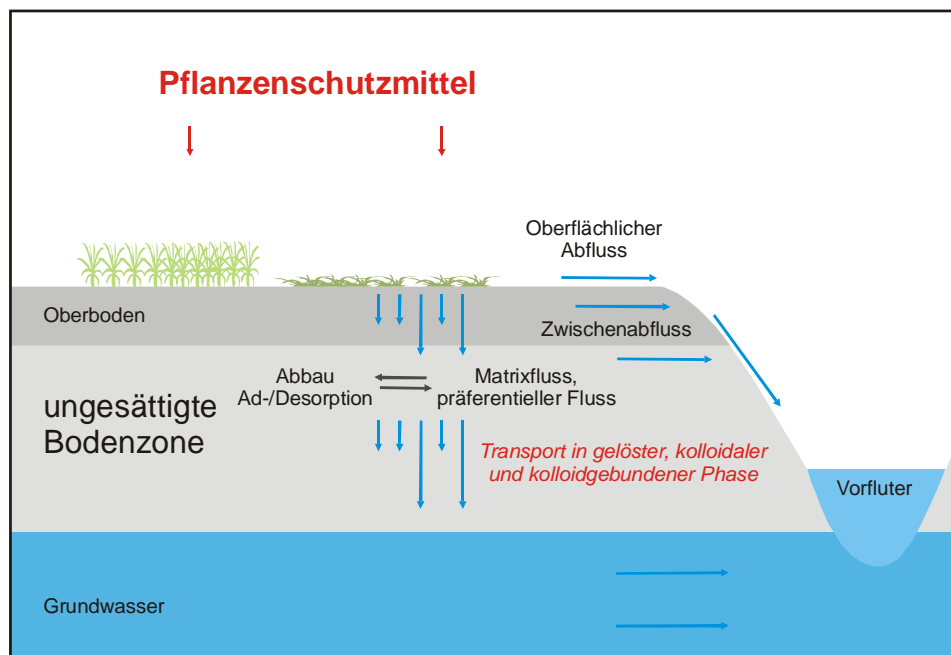 Pflanzenschutzmittel
Oberflächlicher
Abfluss
Oberboden
Zwischenabfluss
Abbau
Ad-/Desorption
Matrixfluss,
präferentieller Fluss
ungesättigte
Bodenzone
Transport in gelöster, kolloidaler
und kolloidgebundener Phase
Vorfluter
Grundwasser